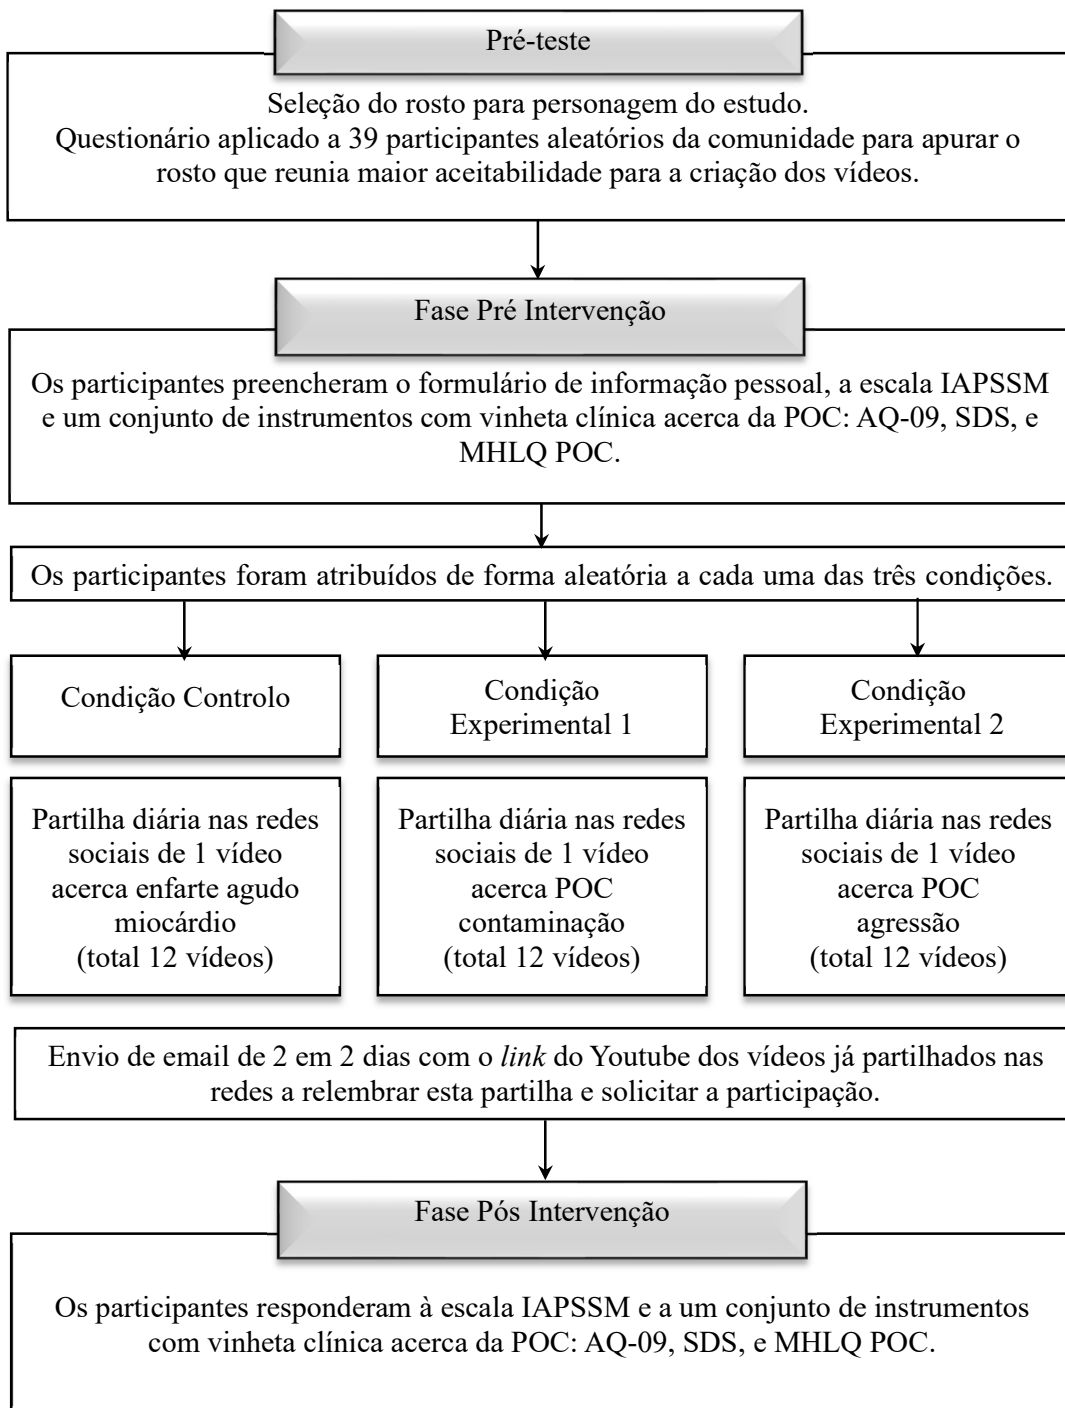 Pré-teste
Seleção do rosto para personagem do estudo.
Questionário aplicado a 39 participantes aleatórios da comunidade para apurar o
rosto que reunia maior aceitabilidade para a criação dos vídeos.
Fase Pré Intervenção
Os participantes preencheram o formulário de informação pessoal, a escala IAPSSM
e um conjunto de instrumentos com vinheta clínica acerca da POC: AQ-09, SDS, e
MHLQ POC.
Os participantes foram atribuídos de forma aleatória a cada uma das três condições.
Condição Controlo
Condição
Experimental 1
Condição
Experimental 2
Partilha diária nas redes
sociais de 1 vídeo
acerca enfarte agudo
miocárdio
(total 12 vídeos)
Partilha diária nas redes
sociais de 1 vídeo
acerca POC
contaminação
(total 12 vídeos)
Partilha diária nas redes
sociais de 1 vídeo
acerca POC
agressão
(total 12 vídeos)
Envio de email de 2 em 2 dias com o link do Youtube dos vídeos já partilhados nas
redes a relembrar esta partilha e solicitar a participação.
Fase Pós Intervenção
Os participantes responderam à escala IAPSSM e a um conjunto de instrumentos
com vinheta clínica acerca da POC: AQ-09, SDS, e MHLQ POC.